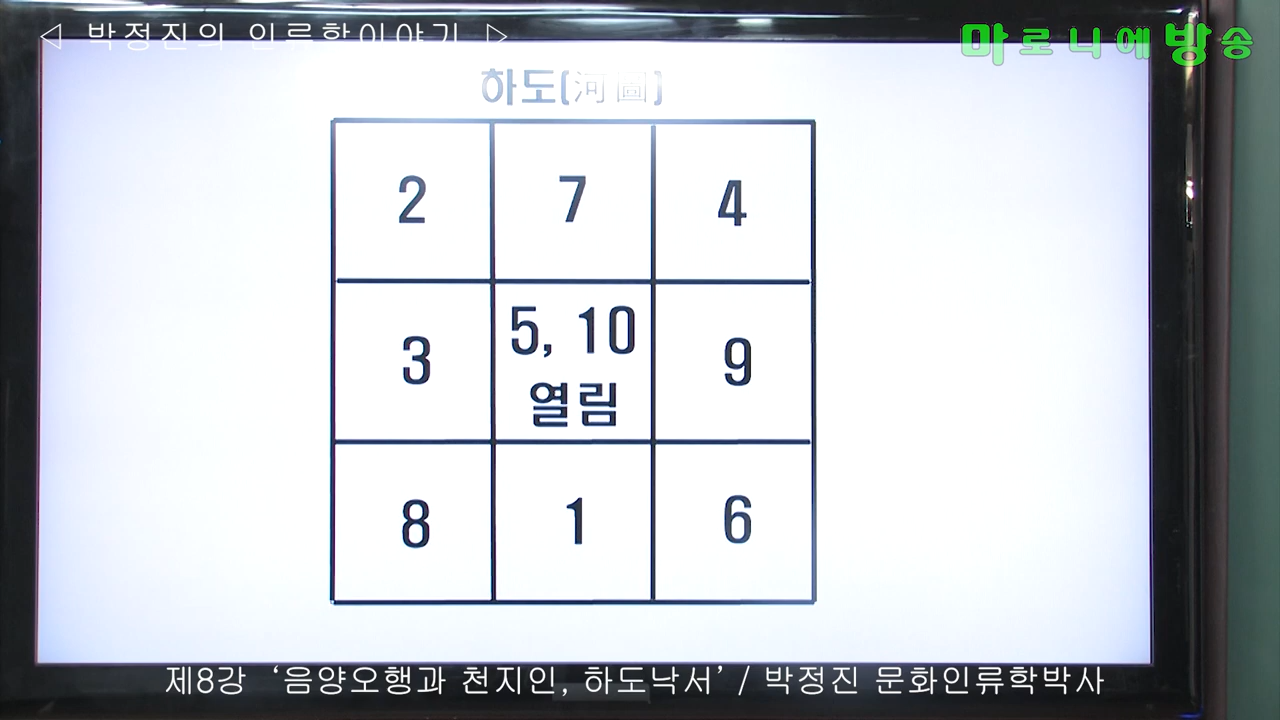 ◁ 박정진의 인류학이야기 ▷
마로니에방송
하도(河圖)
2 7 4
3 5, 10 9
열림
8 1 6
제8강 ‘음양오행과 천지인, 하도낙서’ / 박정진 문화인류학박사